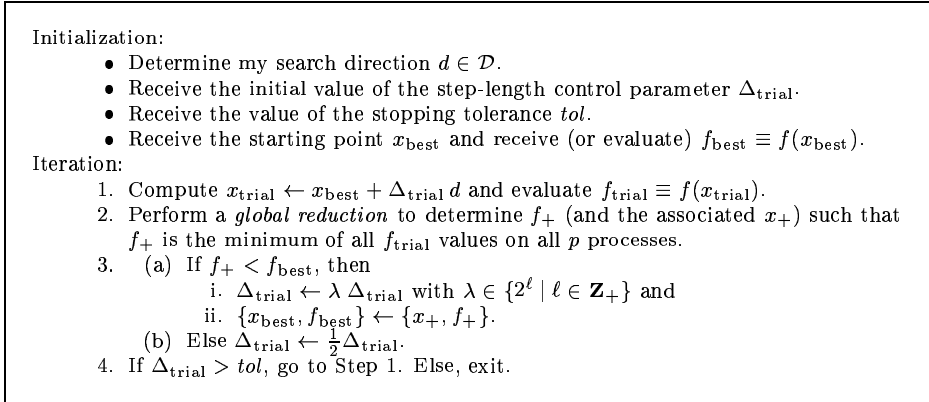 Initialization:
• Determine my search direction d ∈ 𝒟.
• Receive the initial value of the step-length control parameter Δ_trial.
• Receive the value of the stopping tolerance tol.
• Receive the starting point x_best and receive (or evaluate) f_best ≡ f(x_best).
Iteration:
1. Compute x_trial ← x_best + Δ_trial d and evaluate f_trial ≡ f(x_trial).
2. Perform a global reduction to determine f_+ (and the associated x_+) such that
f_+ is the minimum of all f_trial values on all p processes.
3. (a) If f_+ < f_best, then
i. Δ_trial ← λ Δ_trial with λ ∈ {2^ℓ | ℓ ∈ Z_+} and
ii. {x_best, f_best} ← {x_+, f_+}.
(b) Else Δ_trial ← ½Δ_trial.
4. If Δ_trial > tol, go to Step 1. Else, exit.